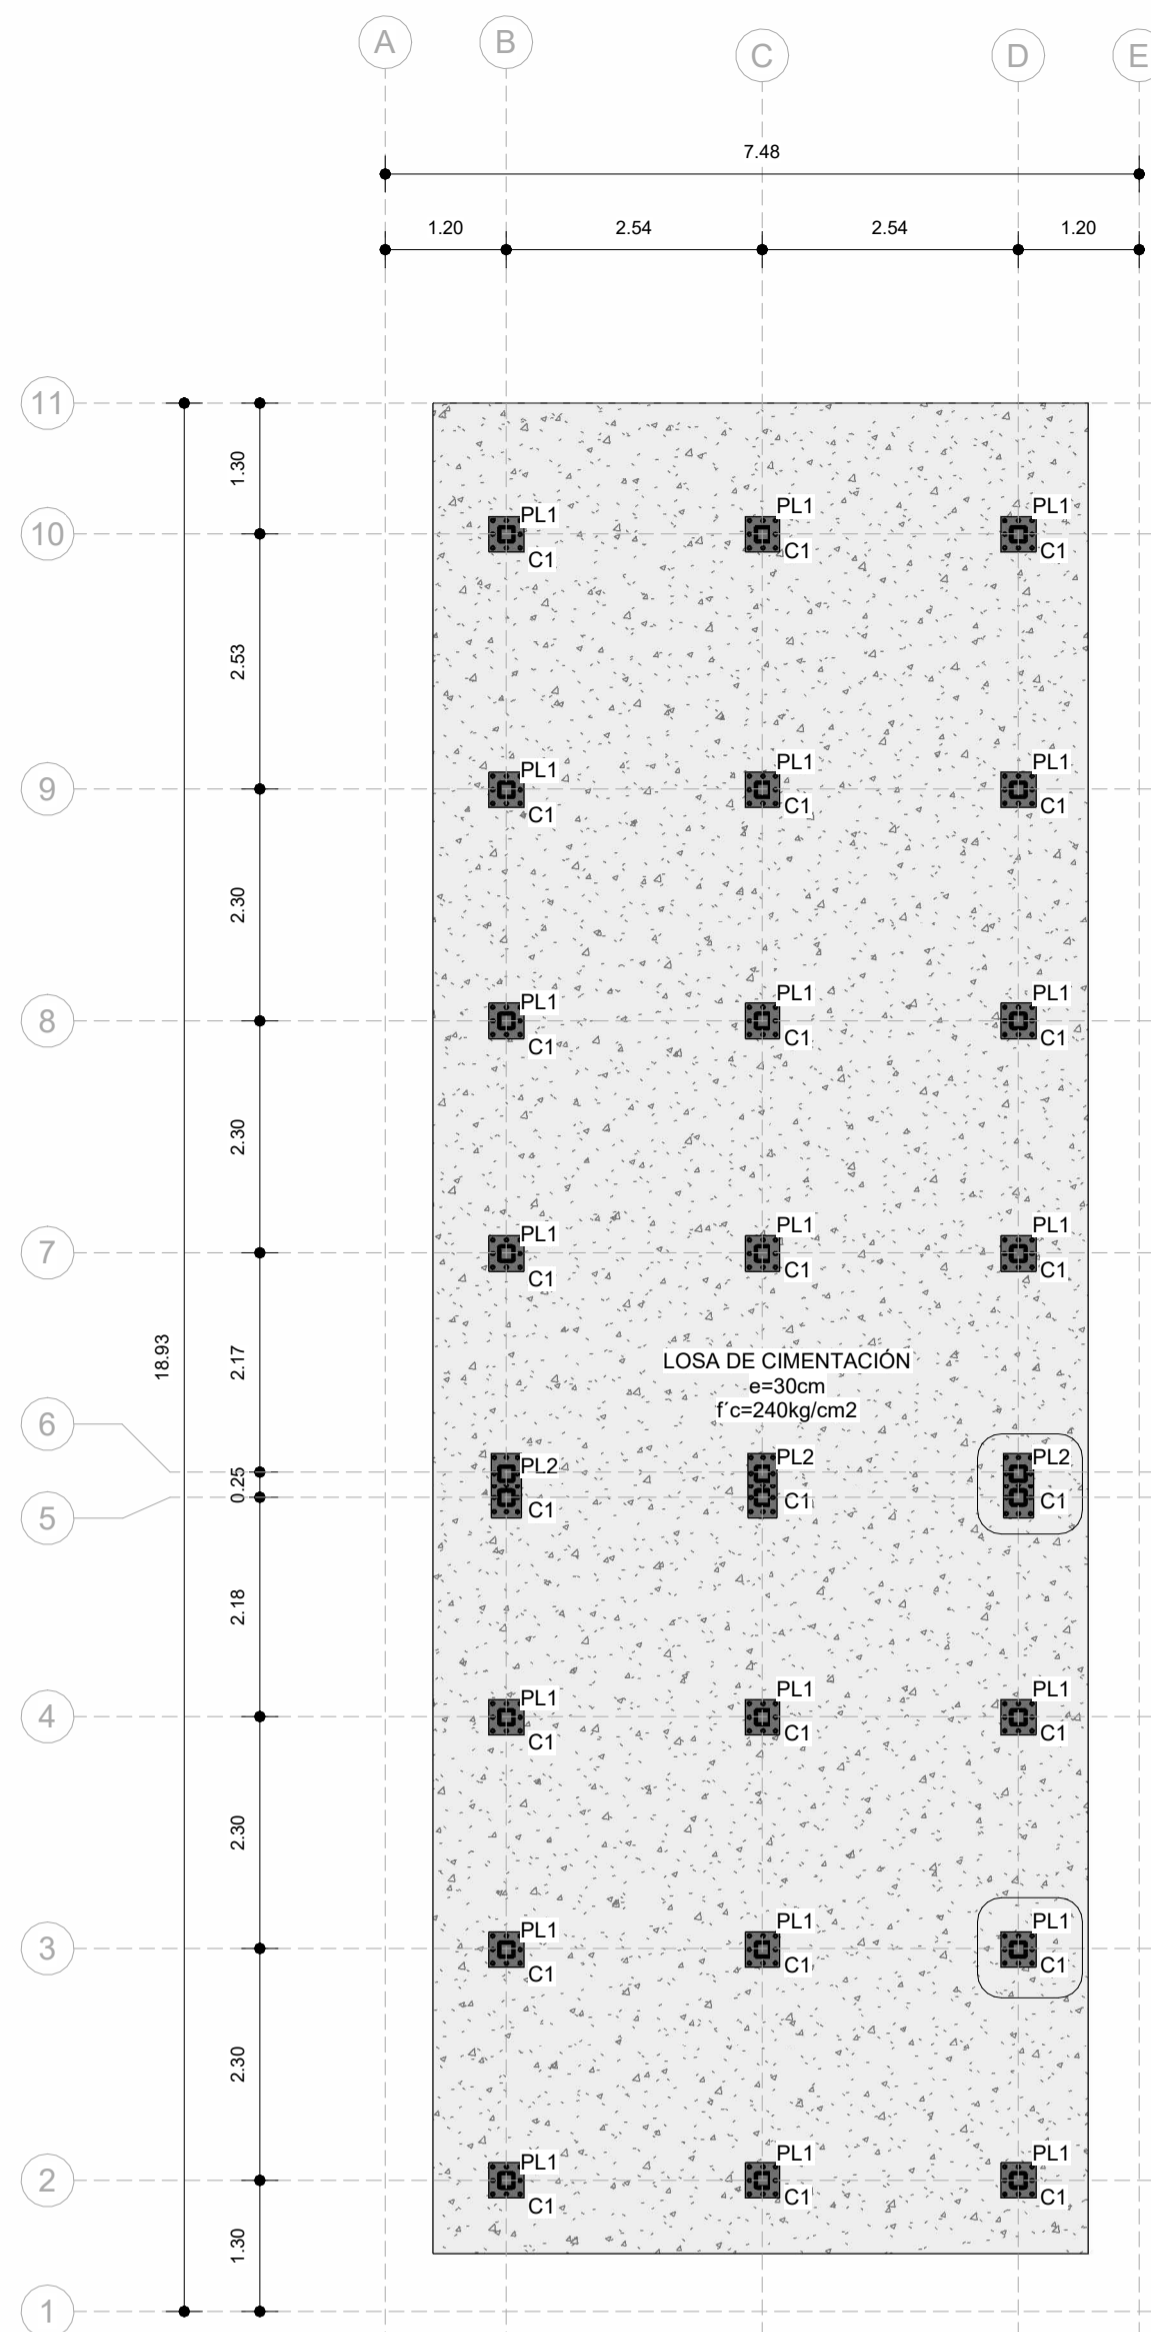 A B C D E
7.48
1.20 2.54 2.54 1.20
11
1.30
PL1 PL1 PL1
10
C1 C1 C1
2.53
PL1 PL1 PL1
9
C1 C1 C1
2.30
PL1 PL1 PL1
8
C1 C1 C1
2.30
PL1 PL1 PL1
7
C1 C1 C1
18.93
2.17
LOSA DE CIMENTACIÓN
e=30cm
f´c=240kg/cm2
6
PL2 PL2 PL2
0.25
C1 C1 C1
5
2.18
PL1 PL1 PL1
4
C1 C1 C1
2.30
PL1 PL1 PL1
3
C1 C1 C1
2.30
PL1 PL1 PL1
2
C1 C1 C1
1.30
1